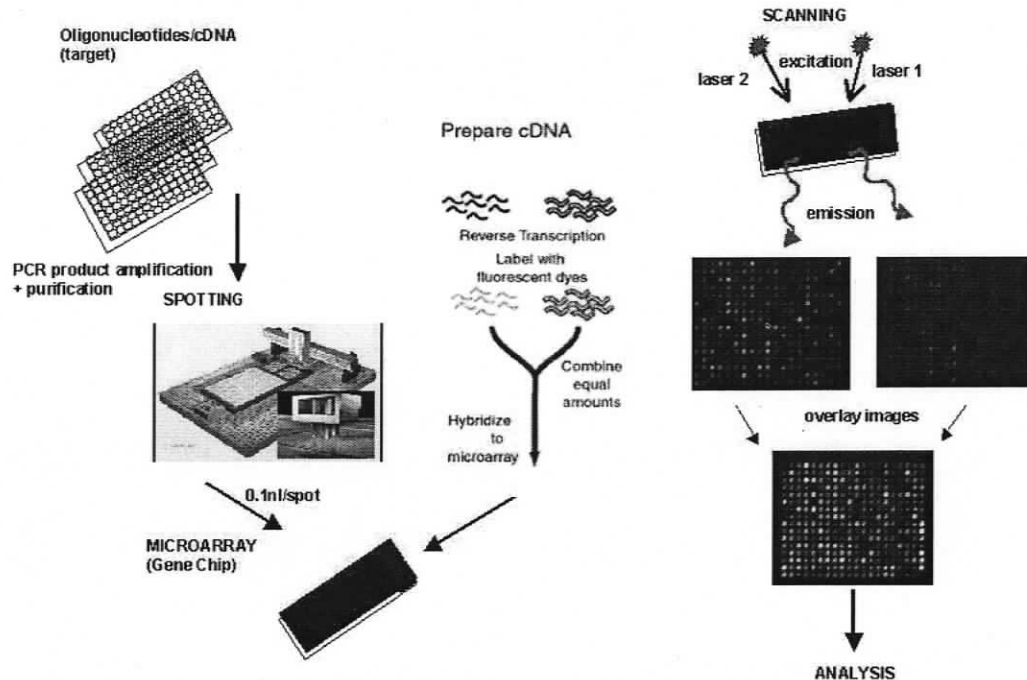 Oligonucleotides/cDNA
(target)
PCR product amplification
+ purification
SPOTTING
0.1nl/spot
MICROARRAY
(Gene Chip)
Prepare cDNA
Reverse Transcription
Label with
fluorescent dyes
Combine
equal
amounts
Hybridize
to
microarray
SCANNING
excitation
laser 2
laser 1
emission
overlay images
ANALYSIS